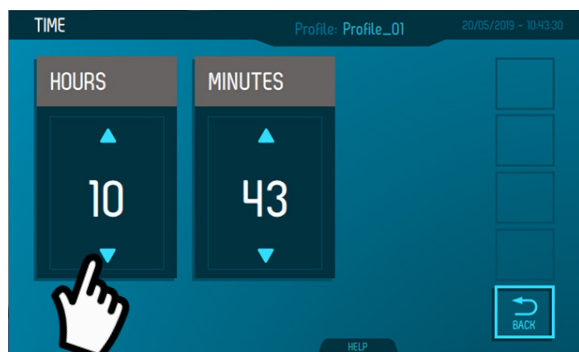 TIME
Profile: Profile_01
20/05/2019 - 10:43:30
HOURS
MINUTES
10
43
BACK
HELP